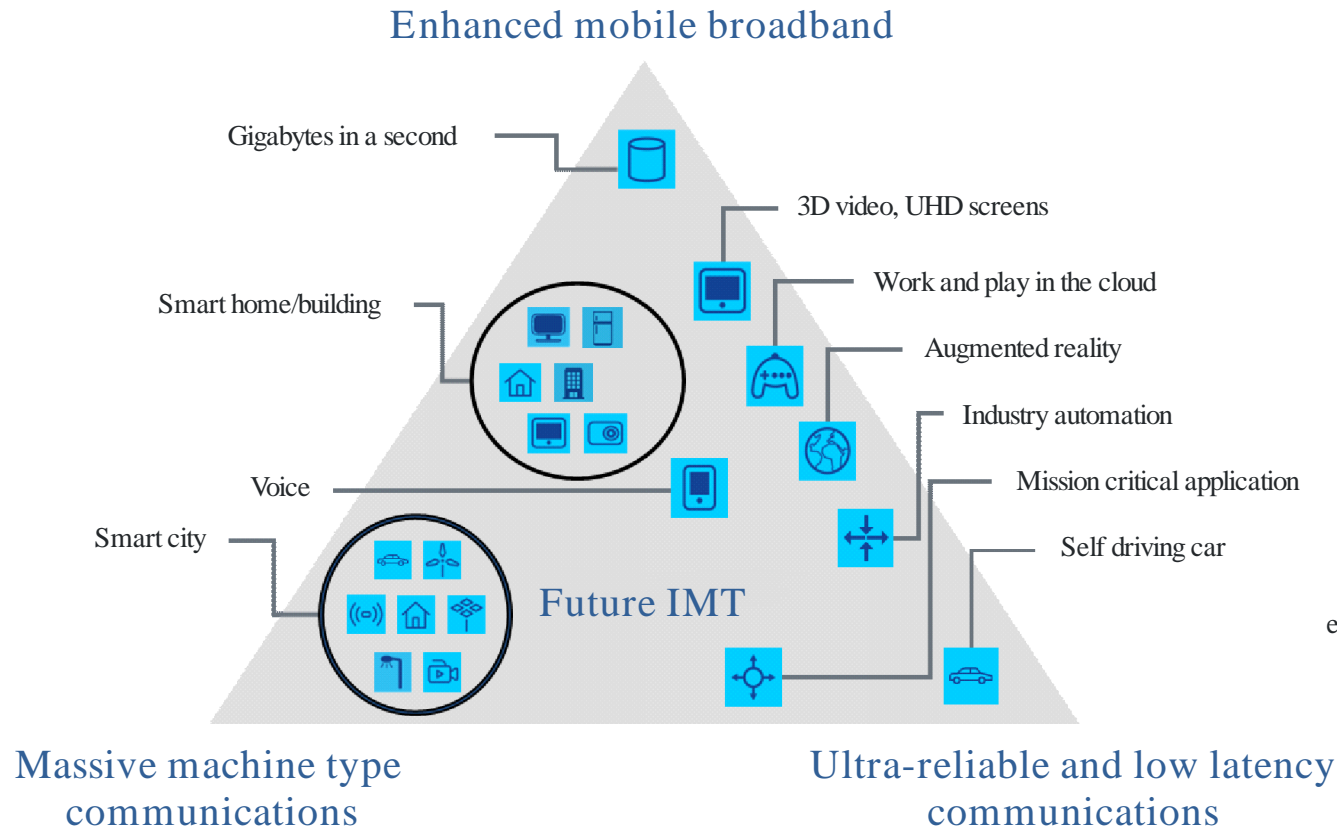 Enhanced mobile broadband
Gigabytes in a second
3D video, UHD screens
Work and play in the cloud
Smart home/building
Augmented reality
Industry automation
Voice
Mission critical application
Smart city
Self driving car
Future IMT
e
Massive machine type
communications
Ultra-reliable and low latency
communications